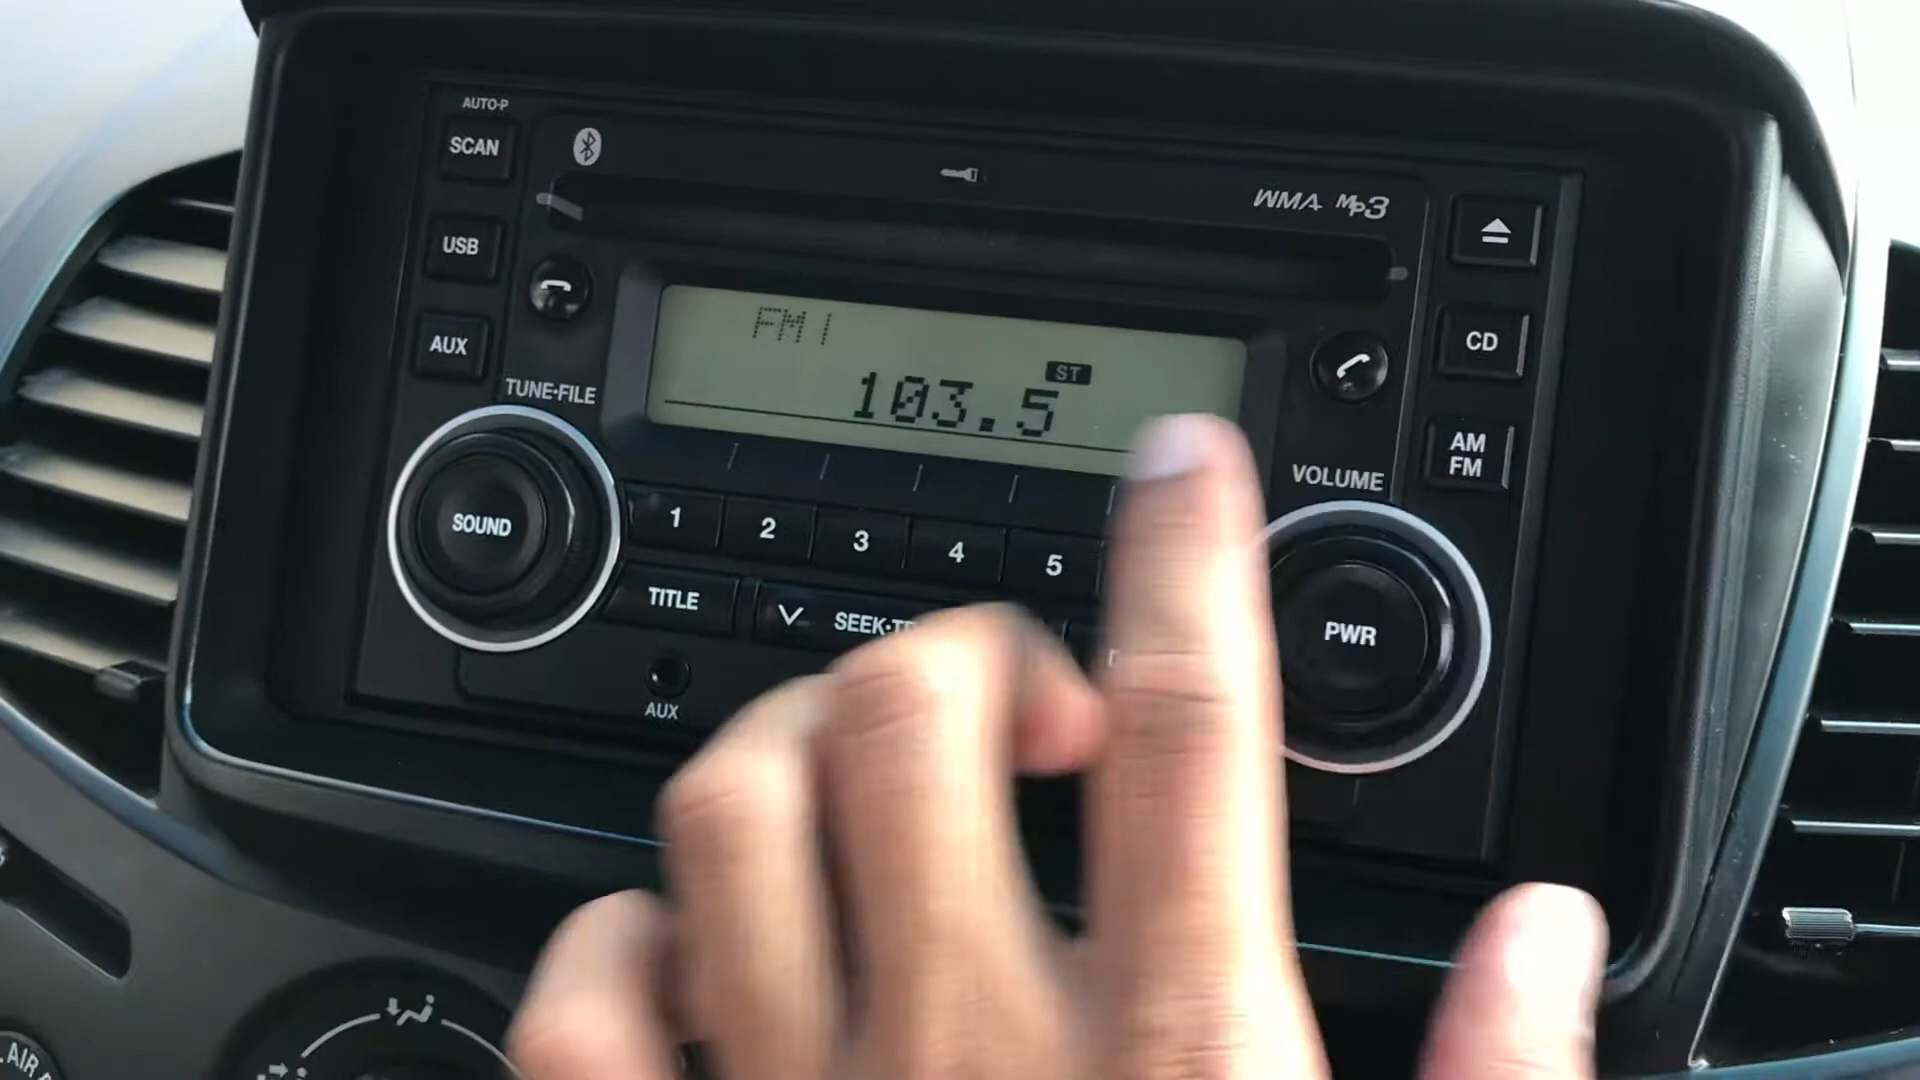 AUTO-P
SCAN
WMA MP3
USB
CD
AUX
FM1
ST
103.5
TUNE·FILE
AM
FM
VOLUME
SOUND
1 2 3 4 5
TITLE
SEEK·
PWR
AUX
AIR